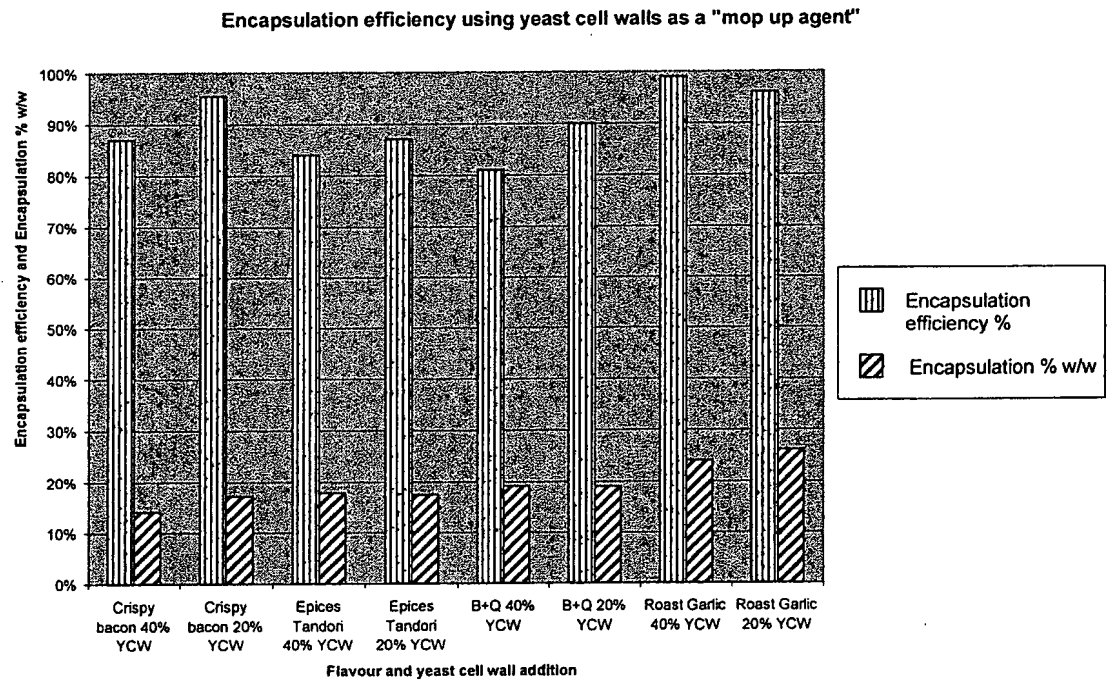 Encapsulation efficiency using yeast cell walls as a "mop up agent"
Encapsulation efficiency and Encapsulation % w/w
100%
90%
80%
70%
60%
50%
40%
30%
20%
10%
0%
Crispy
bacon 40%
YCW
Crispy
bacon 20%
YCW
Epices
Tandori
40% YCW
Epices
Tandori
20% YCW
B+Q 40%
YCW
B+Q 20%
YCW
Roast Garlic
40% YCW
Roast Garlic
20% YCW
Flavour and yeast cell wall addition
Encapsulation
efficiency %
Encapsulation % w/w